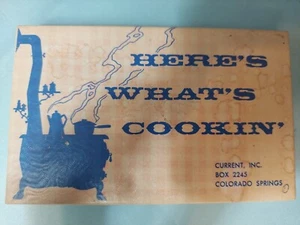 HERE'S
WHAT'S
COOKIN'
CURRENT, INC.
BOX 2245
COLORADO SPRINGS